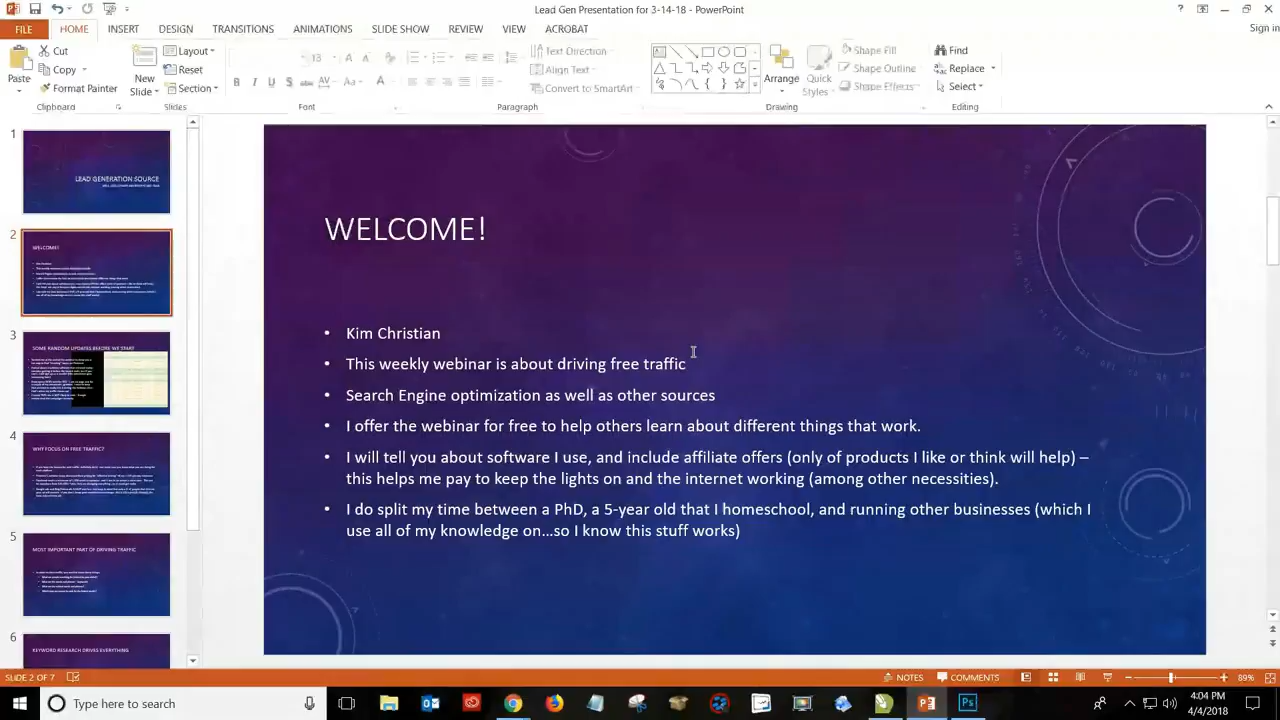 Lead Gen Presentation for 3-14-18 - PowerPoint
Sign in
FILE HOME INSERT DESIGN TRANSITIONS ANIMATIONS SLIDE SHOW REVIEW VIEW ACROBAT
Paste
Cut
Copy
Format Painter
Clipboard
New
Slide
Layout
Reset
Section
Slides
13
Font
Text Direction
Align Text
Convert to SmartArt
Paragraph
Arrange
Quick
Styles
Shape Fill
Shape Outline
Shape Effects
Drawing
Find
Replace
Select
Editing
1
LEAD GENERATION SOURCE
2
WELCOME!
3
SOME RANDOM UPDATES BEFORE WE START
4
WHY FOCUS ON FREE TRAFFIC?
5
MOST IMPORTANT PART OF DRIVING TRAFFIC
6
KEYWORD RESEARCH DRIVES EVERYTHING
WELCOME!
• Kim Christian
• This weekly webinar is about driving free traffic
• Search Engine optimization as well as other sources
• I offer the webinar for free to help others learn about different things that work.
• I will tell you about software I use, and include affiliate offers (only of products I like or think will help) –
this helps me pay to keep the lights on and the internet running (among other necessities).
• I do split my time between a PhD, a 5-year old that I homeschool, and running other businesses (which I
use all of my knowledge on...so I know this stuff works)
SLIDE 2 OF 7
NOTES
COMMENTS
89%
Type here to search
4:04 PM
4/4/2018